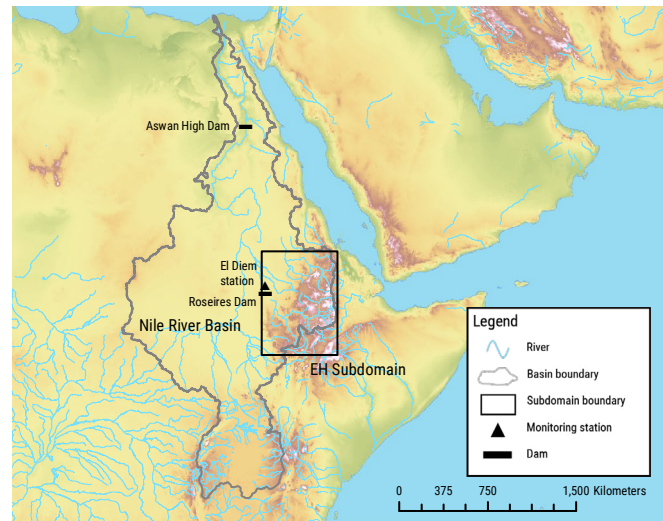 Aswan High Dam
El Diem
station
Roseires Dam
Nile River Basin
EH Subdomain
Legend
River
Basin boundary
Subdomain boundary
Monitoring station
Dam
0 375 750 1,500 Kilometers